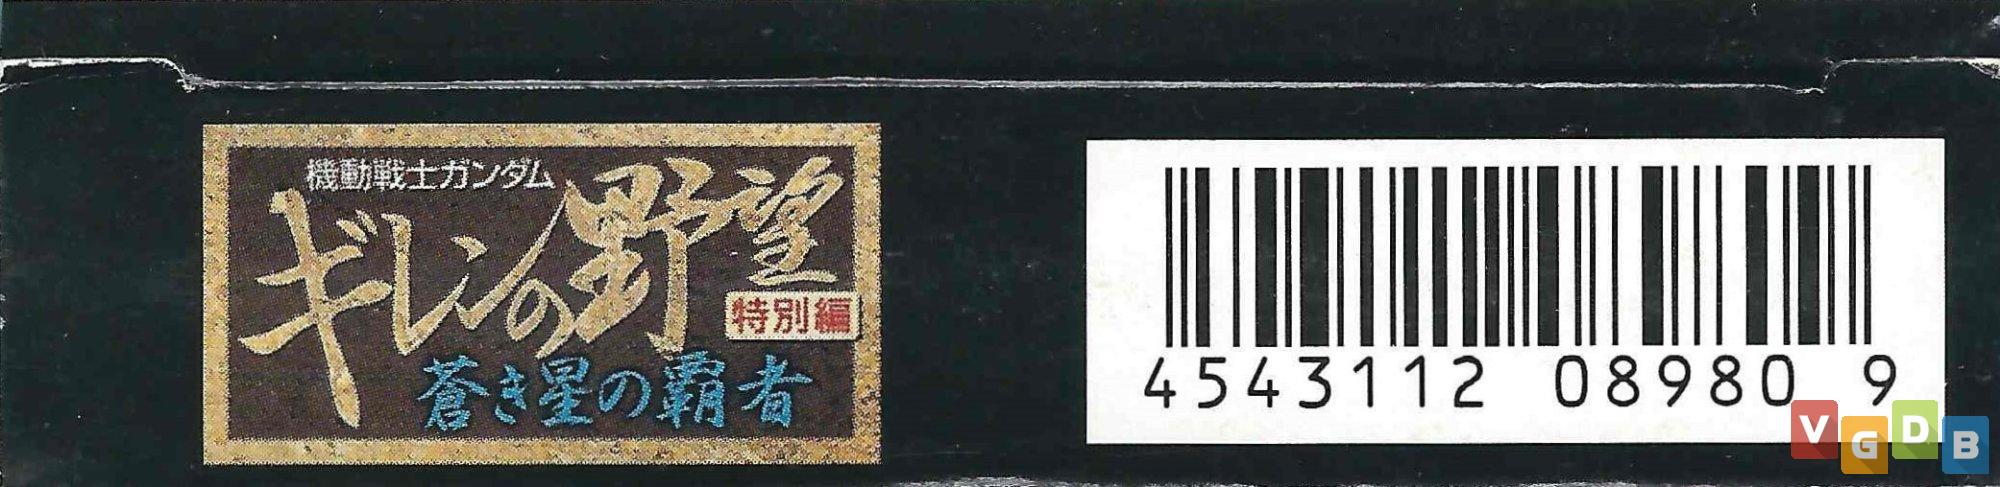 機動戦士ガンダム
ギレンの野望
特別編
蒼き星の覇者
4543112 08980 9
VGDB